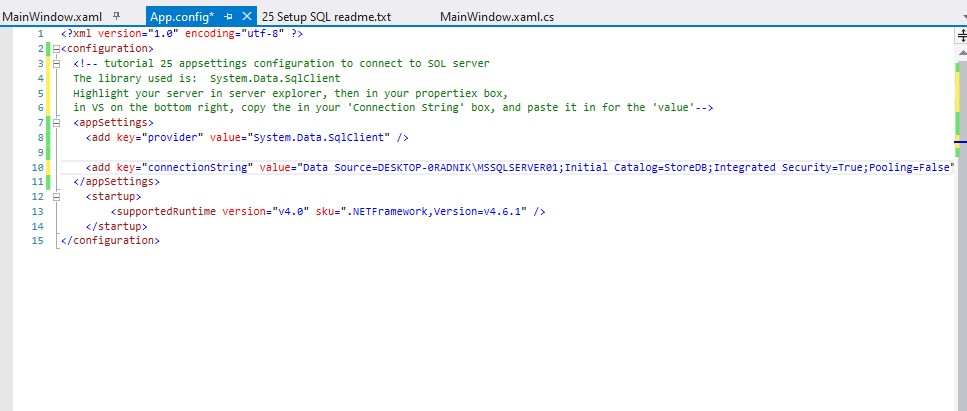 MainWindow.xaml App.config* 25 Setup SQL readme.txt MainWindow.xaml.cs
1 <?xml version="1.0" encoding="utf-8" ?>
2 <configuration>
3 <!-- tutorial 25 appsettings configuration to connect to SOL server
4 The library used is:  System.Data.SqlClient
5 Highlight your server in server explorer, then in your propertiex box,
6 in VS on the bottom right, copy the in your 'Connection String' box, and paste it in for the 'value'-->
7 <appSettings>
8 <add key="provider" value="System.Data.SqlClient" />
9
10 <add key="connectionString" value="Data Source=DESKTOP-0RADNIK\MSSQLSERVER01;Initial Catalog=StoreDB;Integrated Security=True;Pooling=False"
11 </appSettings>
12 <startup>
13 <supportedRuntime version="v4.0" sku=".NETFramework,Version=v4.6.1" />
14 </startup>
15 </configuration>